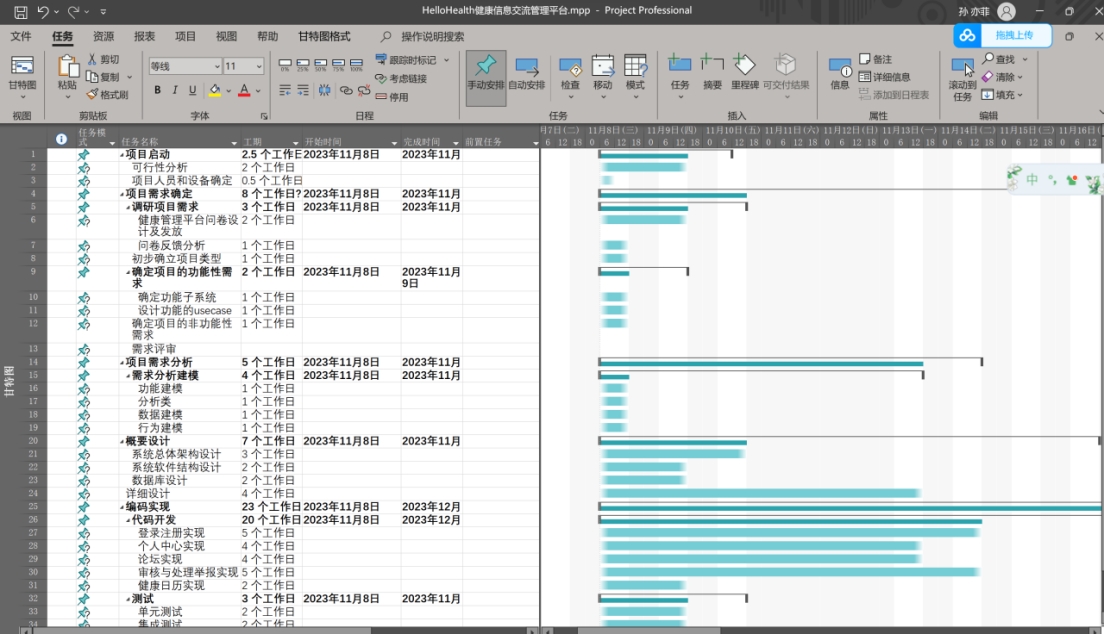 HelloHealth健康信息交流管理平台.mpp - Project Professional
孙 亦菲
文件 任务 资源 报表 项目 视图 帮助 甘特图格式 操作说明搜索
拖拽上传
甘特图
粘贴
剪切
复制
格式刷
等线 11
B I U A
0% 25% 50% 75% 100%
跟踪时标记
考虑链接
停用
手动安排 自动安排
检查 移动 模式
任务 摘要 里程碑 可交付结果
信息
备注
详细信息
添加到日程表
滚动到任务
查找
清除
填充
视图 剪贴板 字体 日程 任务 插入 属性 编辑
任务模式 任务名称 工期 开始时间 完成时间 前置任务
月7日(二) 11月8日(三) 11月9日(四) 11月10日(五) 11月11日(六) 11月12日(日) 11月13日(一) 11月14日(二) 11月15日(三) 11月16日(
6 12 18 0 6 12 18 0 6 12 18 0 6 12 18 0 6 12 18 0 6 12 18 0 6 12 18 0 6 12 18 0 6 12 18 0 6 12
中
甘特图
1 项目启动 2.5 个工作日 2023年11月8日 2023年11月
2 可行性分析 2 个工作日
3 项目人员和设备确定 0.5 个工作日
4 项目需求确定 8 个工作日? 2023年11月8日 2023年11月
5 调研项目需求 3 个工作日 2023年11月8日 2023年11月
6 健康管理平台问卷设 2 个工作日
计及发放
7 问卷反馈分析 1 个工作日
8 初步确立项目类型 1 个工作日
9 确定项目的功能性需 2 个工作日 2023年11月8日 2023年11月
求 9日
10 确定功能子系统 1 个工作日
11 设计功能的usecase 1 个工作日
12 确定项目的非功能性 1 个工作日
需求
13 需求评审
14 项目需求分析 5 个工作日 2023年11月8日 2023年11月
15 需求分析建模 4 个工作日 2023年11月8日 2023年11月
16 功能建模 1 个工作日
17 分析类 1 个工作日
18 数据建模 1 个工作日
19 行为建模 1 个工作日
20 概要设计 7 个工作日 2023年11月8日 2023年11月
21 系统总体架构设计 3 个工作日
22 系统软件结构设计 2 个工作日
23 数据库设计 2 个工作日
24 详细设计 4 个工作日
25 编码实现 23 个工作日 2023年11月8日 2023年12月
26 代码开发 20 个工作日 2023年11月8日 2023年12月
27 登录注册实现 5 个工作日
28 个人中心实现 4 个工作日
29 论坛实现 4 个工作日
30 审核与处理举报实现 5 个工作日
31 健康日历实现 2 个工作日
32 测试 3 个工作日 2023年11月8日 2023年11月
33 单元测试 2 个工作日
34 集成测试 2 个工作日